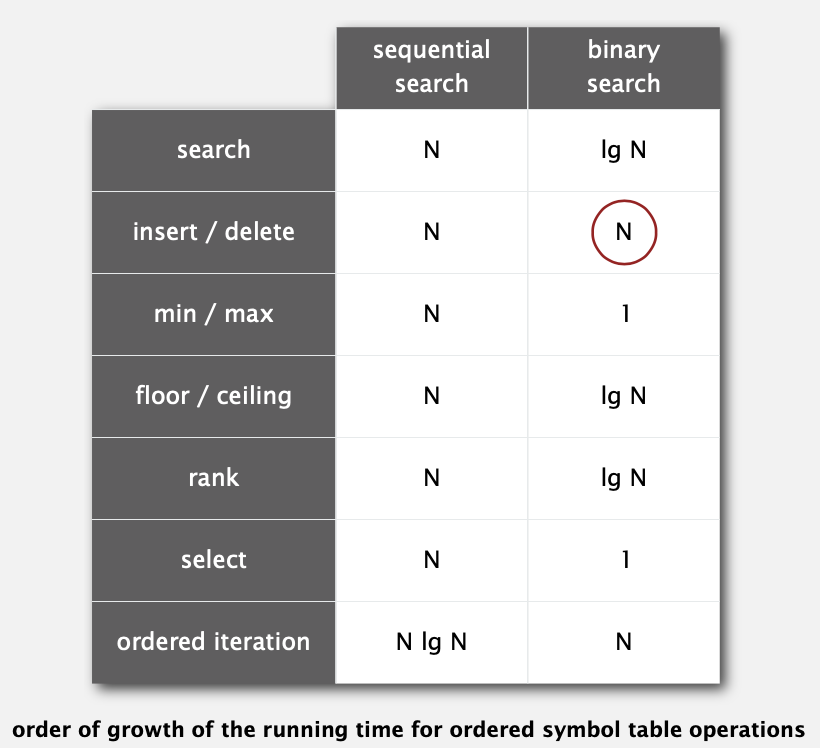 sequential search
binary search
search N lg N
insert / delete N N
min / max N 1
floor / ceiling N lg N
rank N lg N
select N 1
ordered iteration N lg N N
order of growth of the running time for ordered symbol table operations